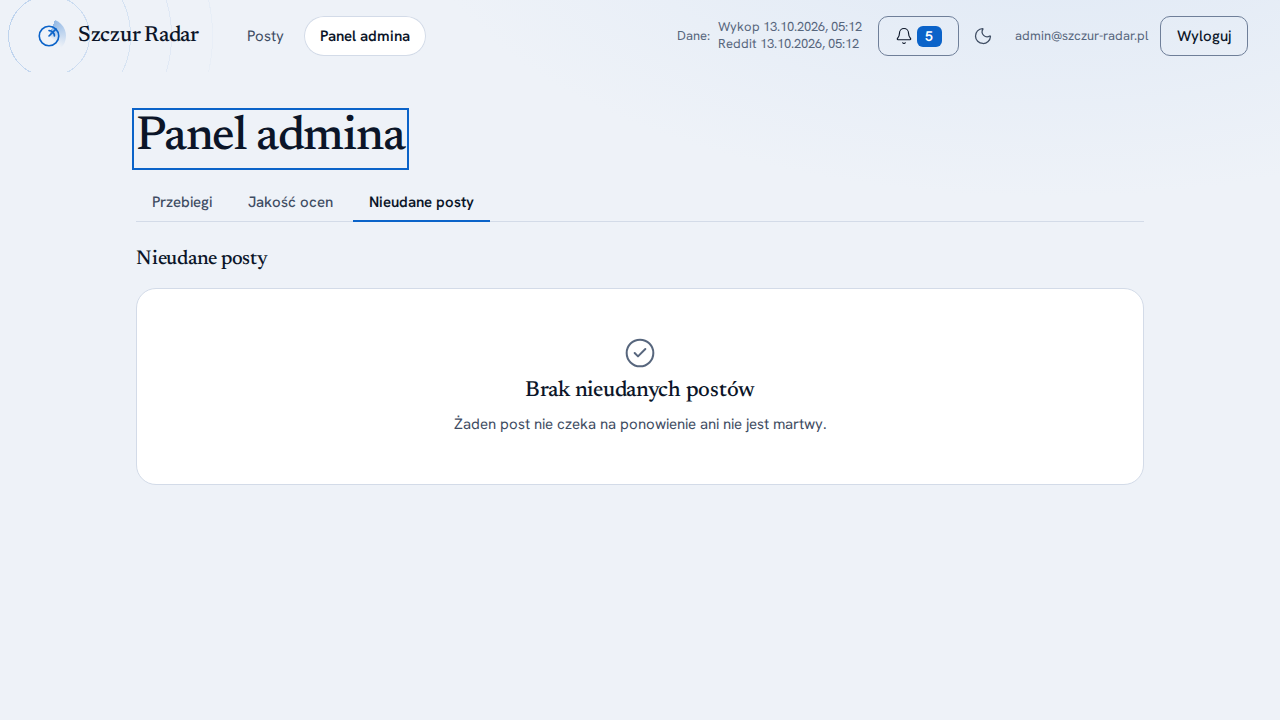 Szczur Radar
Posty
Panel admina
Dane:
Wykop 13.10.2026, 05:12
Reddit 13.10.2026, 05:12
5
admin@szczur-radar.pl
Wyloguj
Panel admina
Przebiegi
Jakość ocen
Nieudane posty
Nieudane posty
Brak nieudanych postów
Żaden post nie czeka na ponowienie ani nie jest martwy.